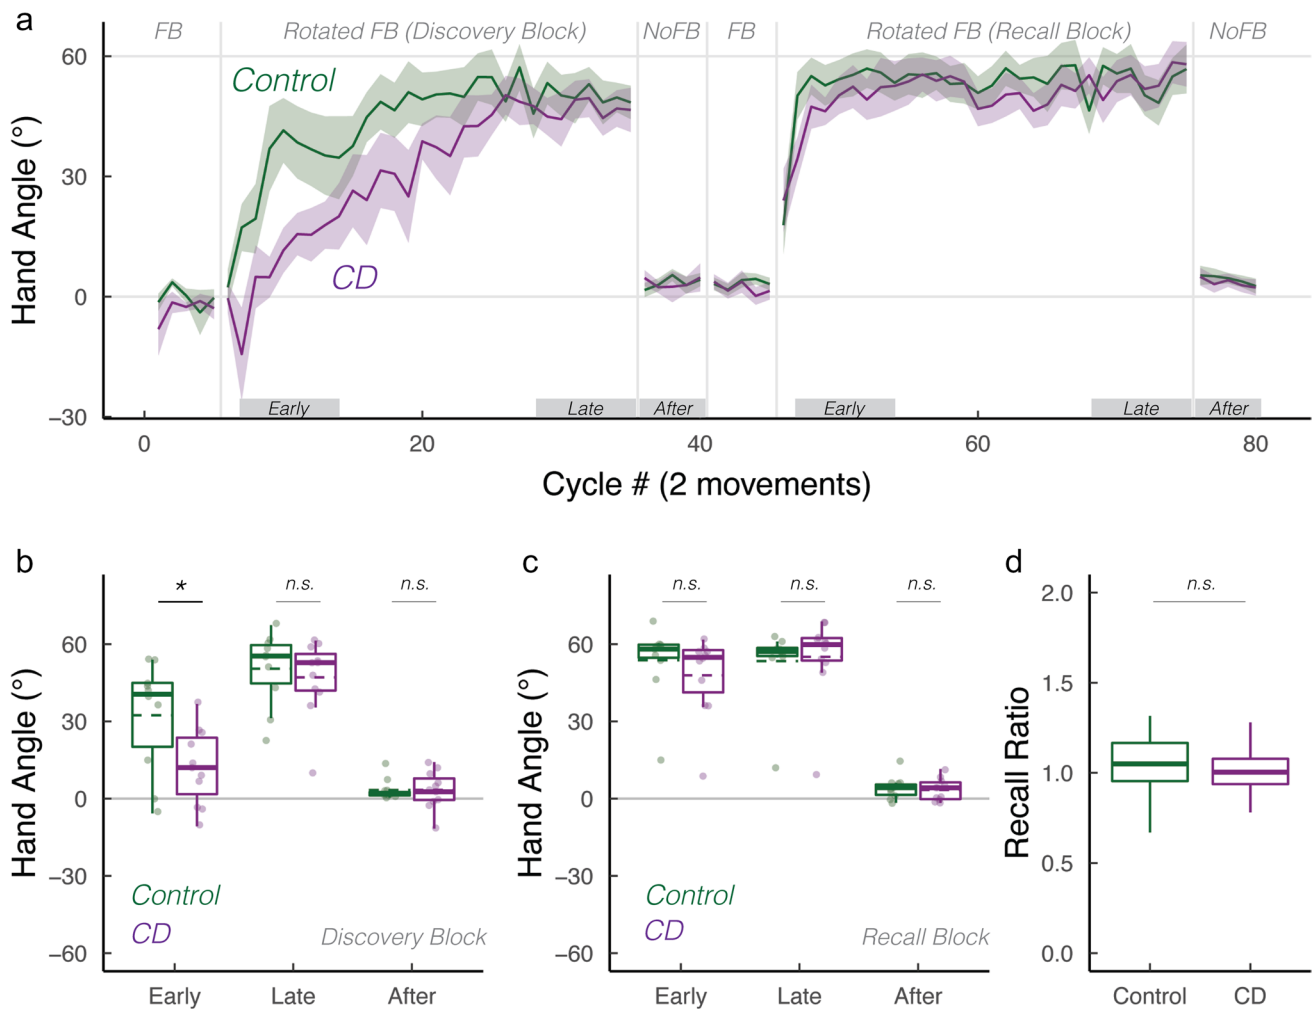 a
FB
Rotated FB (Discovery Block)
NoFB
FB
Rotated FB (Recall Block)
NoFB
60
30
0
−30
Hand Angle (°)
Control
CD
Early
Late
After
Early
Late
After
0
20
40
60
80
Cycle # (2 movements)
b
*
n.s.
n.s.
60
30
0
−30
−60
Hand Angle (°)
Control
CD
Discovery Block
Early
Late
After
c
n.s.
n.s.
n.s.
60
30
0
−30
−60
Hand Angle (°)
Control
CD
Recall Block
Early
Late
After
d
n.s.
2.0
1.5
1.0
0.5
0.0
Recall Ratio
Control
CD